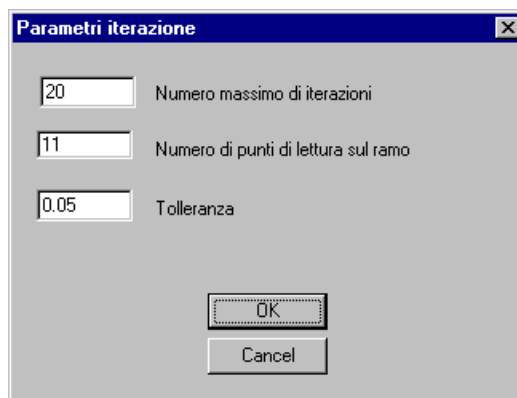 Parametri iterazione
20 Numero massimo di iterazioni
11 Numero di punti di lettura sul ramo
0.05 Tolleranza
OK
Cancel